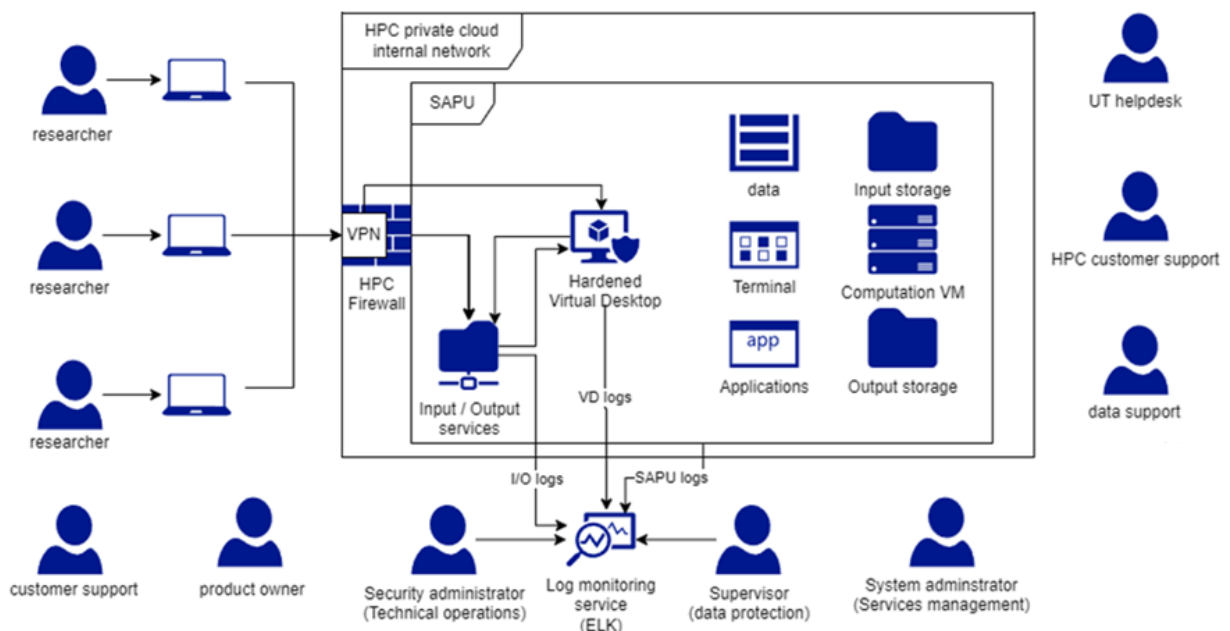 HPC private cloud
internal network
SAPU
researcher
researcher
researcher
VPN
HPC
Firewall
Hardened
Virtual Desktop
Input / Output
services
data
Input storage
Terminal
Computation VM
app
Applications
Output storage
UT helpdesk
HPC customer support
data support
VD logs
I/O logs
SAPU logs
customer support
product owner
Security administrator
(Technical operations)
Log monitoring
service
(ELK)
Supervisor
(data protection)
System adminstrator
(Services management)